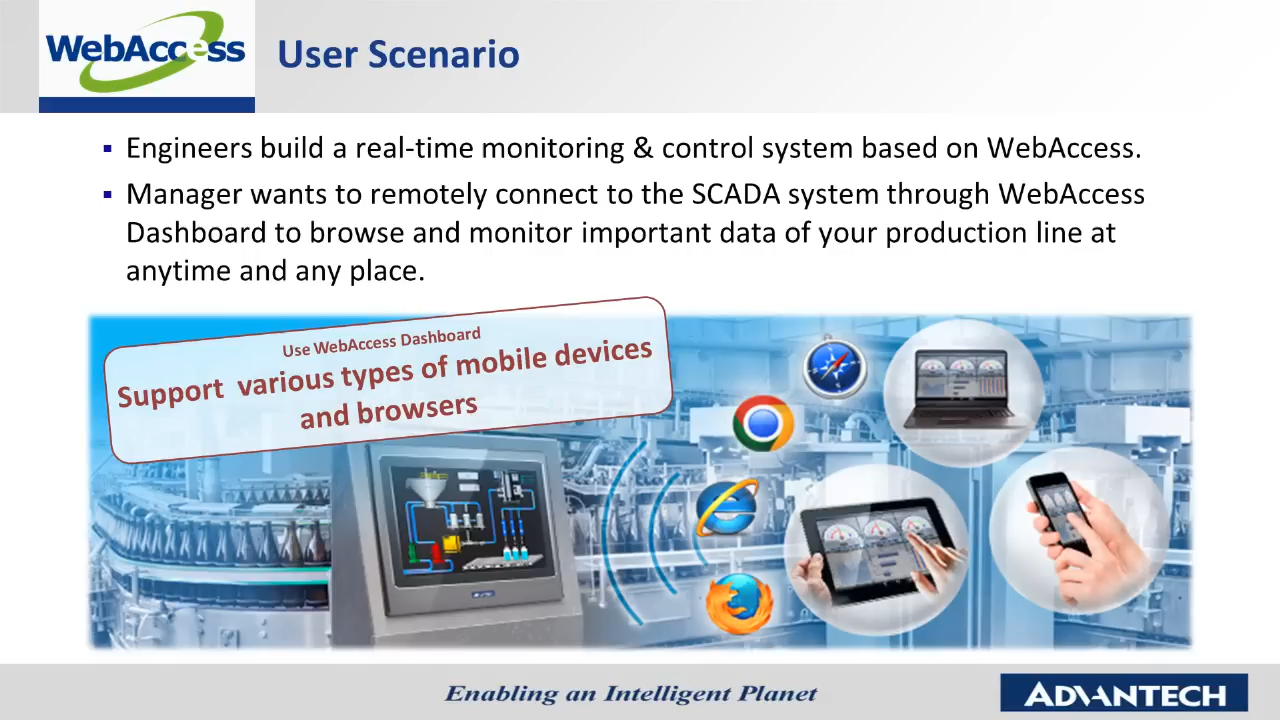 WebAccess
User Scenario
Engineers build a real-time monitoring & control system based on WebAccess.
Manager wants to remotely connect to the SCADA system through WebAccess
Dashboard to browse and monitor important data of your production line at
anytime and any place.
Use WebAccess Dashboard
Support various types of mobile devices
and browsers
Enabling an Intelligent Planet
ADVANTECH